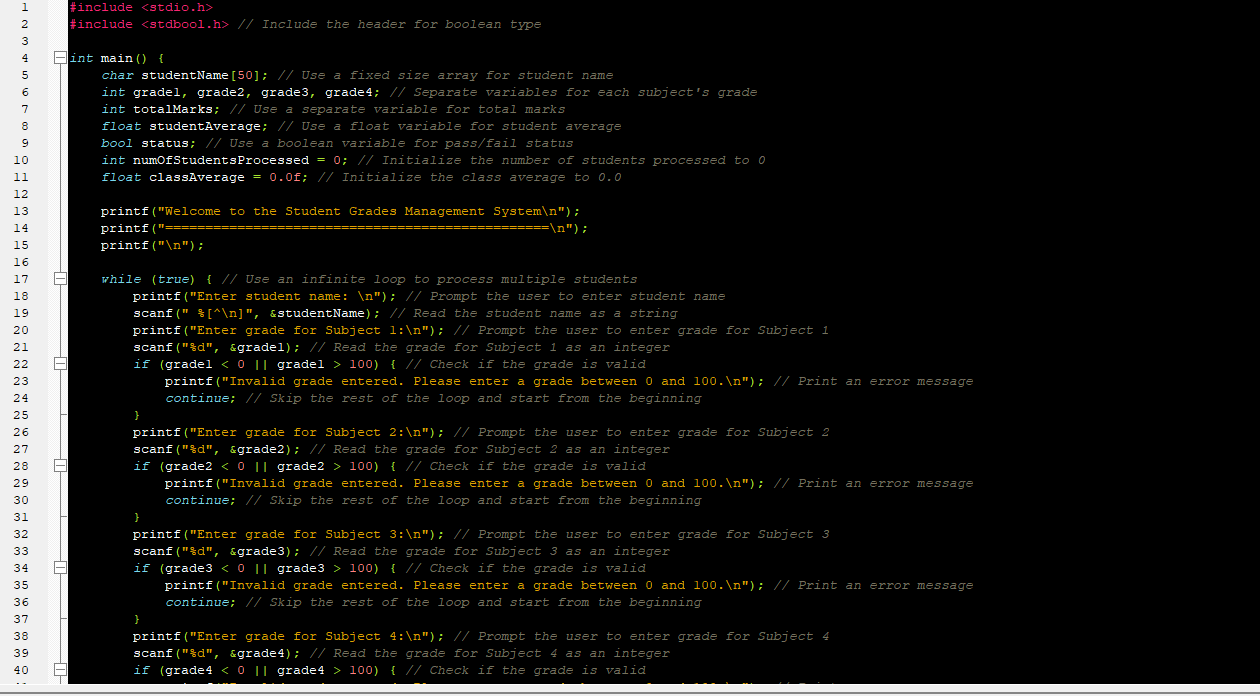 1 #include <stdio.h>
2 #include <stdbool.h> // Include the header for boolean type
3
4 int main() {
5 char studentName[50]; // Use a fixed size array for student name
6 int grade1, grade2, grade3, grade4; // Separate variables for each subject's grade
7 int totalMarks; // Use a separate variable for total marks
8 float studentAverage; // Use a float variable for student average
9 bool status; // Use a boolean variable for pass/fail status
10 int numOfStudentsProcessed = 0; // Initialize the number of students processed to 0
11 float classAverage = 0.0f; // Initialize the class average to 0.0
12
13 printf("Welcome to the Student Grades Management System\n");
14 printf("================================================\n");
15 printf("\n");
16
17 while (true) { // Use an infinite loop to process multiple students
18 printf("Enter student name: \n"); // Prompt the user to enter student name
19 scanf(" %[^\n]", &studentName); // Read the student name as a string
20 printf("Enter grade for Subject 1:\n"); // Prompt the user to enter grade for Subject 1
21 scanf("%d", &grade1); // Read the grade for Subject 1 as an integer
22 if (grade1 < 0 || grade1 > 100) { // Check if the grade is valid
23 printf("Invalid grade entered. Please enter a grade between 0 and 100.\n"); // Print an error message
24 continue; // Skip the rest of the loop and start from the beginning
25 }
26 printf("Enter grade for Subject 2:\n"); // Prompt the user to enter grade for Subject 2
27 scanf("%d", &grade2); // Read the grade for Subject 2 as an integer
28 if (grade2 < 0 || grade2 > 100) { // Check if the grade is valid
29 printf("Invalid grade entered. Please enter a grade between 0 and 100.\n"); // Print an error message
30 continue; // Skip the rest of the loop and start from the beginning
31 }
32 printf("Enter grade for Subject 3:\n"); // Prompt the user to enter grade for Subject 3
33 scanf("%d", &grade3); // Read the grade for Subject 3 as an integer
34 if (grade3 < 0 || grade3 > 100) { // Check if the grade is valid
35 printf("Invalid grade entered. Please enter a grade between 0 and 100.\n"); // Print an error message
36 continue; // Skip the rest of the loop and start from the beginning
37 }
38 printf("Enter grade for Subject 4:\n"); // Prompt the user to enter grade for Subject 4
39 scanf("%d", &grade4); // Read the grade for Subject 4 as an integer
40 if (grade4 < 0 || grade4 > 100) { // Check if the grade is valid